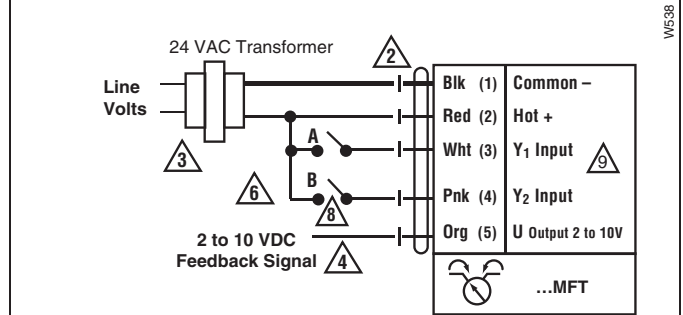 W538
24 VAC Transformer
2
Line
Volts
3
Blk (1) Common –
Red (2) Hot +
A
Wht (3) Y1 Input
9
6
B
8
Pnk (4) Y2 Input
Org (5) U Output 2 to 10V
2 to 10 VDC
Feedback Signal
4
...MFT